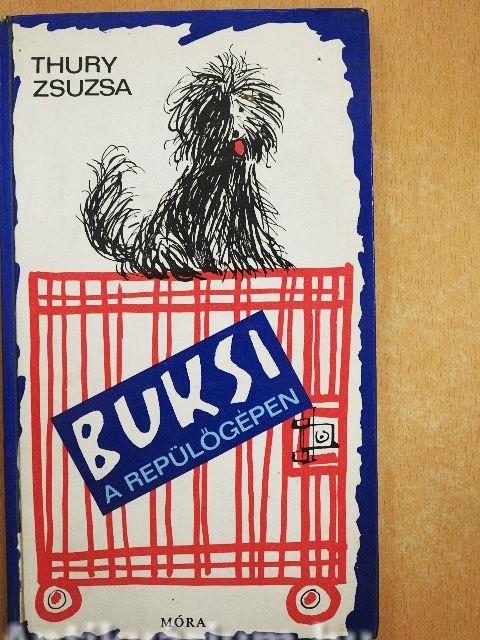 THURY
ZSUZSA
BUKSI
A REPÜLŐGÉPEN
MÓRA